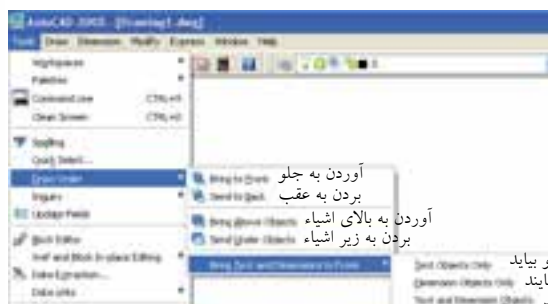 AutoCAD 2008 - [Drawing1.dwg]
Tools Draw Dimension Modify Express Window Help
Workspaces
Palettes
Command Line CTRL+9
Clean Screen CTRL+0
Spelling
Quick Select...
Draw Order
Inquiry
Update Fields
Block Editor
Xref and Block In-place Editing
Data Extraction...
Data Links
Bring to Front آوردن به جلو
Send to Back بردن به عقب
Bring Above Objects آوردن به بالای اشیاء
Send Under Objects بردن به زیر اشیاء
Bring Text and Dimensions to Front
Text Objects Only و بیاید
Dimension Objects Only
Text and Dimension Objects